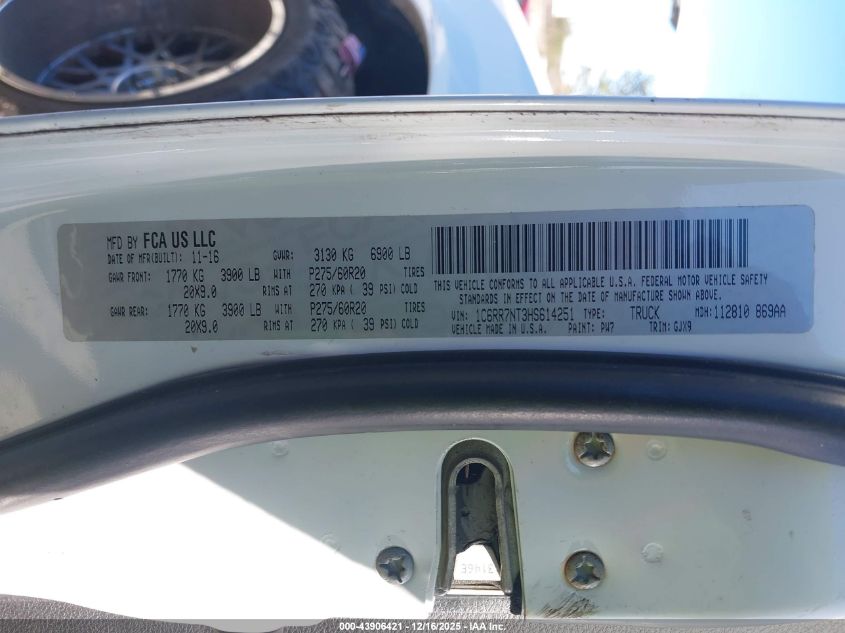 MFD BY FCA US LLC
DATE OF MFR(BUILT): 11-16 GVWR: 3130 KG 6900 LB
GAWR FRONT: 1770 KG 3900 LB WITH P275/60R20 TIRES
20X9.0 RIMS AT 270 KPA ( 39 PSI) COLD
GAWR REAR: 1770 KG 3900 LB WITH P275/60R20 TIRES
20X9.0 RIMS AT 270 KPA ( 39 PSI) COLD
THIS VEHICLE CONFORMS TO ALL APPLICABLE U.S.A. FEDERAL MOTOR VEHICLE SAFETY
STANDARDS IN EFFECT ON THE DATE OF MANUFACTURE SHOWN ABOVE.
VIN: 1C6RR7NT3HS614251 TYPE: TRUCK MDH: 112810 869AA
VEHICLE MADE IN U.S.A. PAINT: PW7 TRIM: GJX9
000-43906421 - 12/16/2025 - IAA Inc.